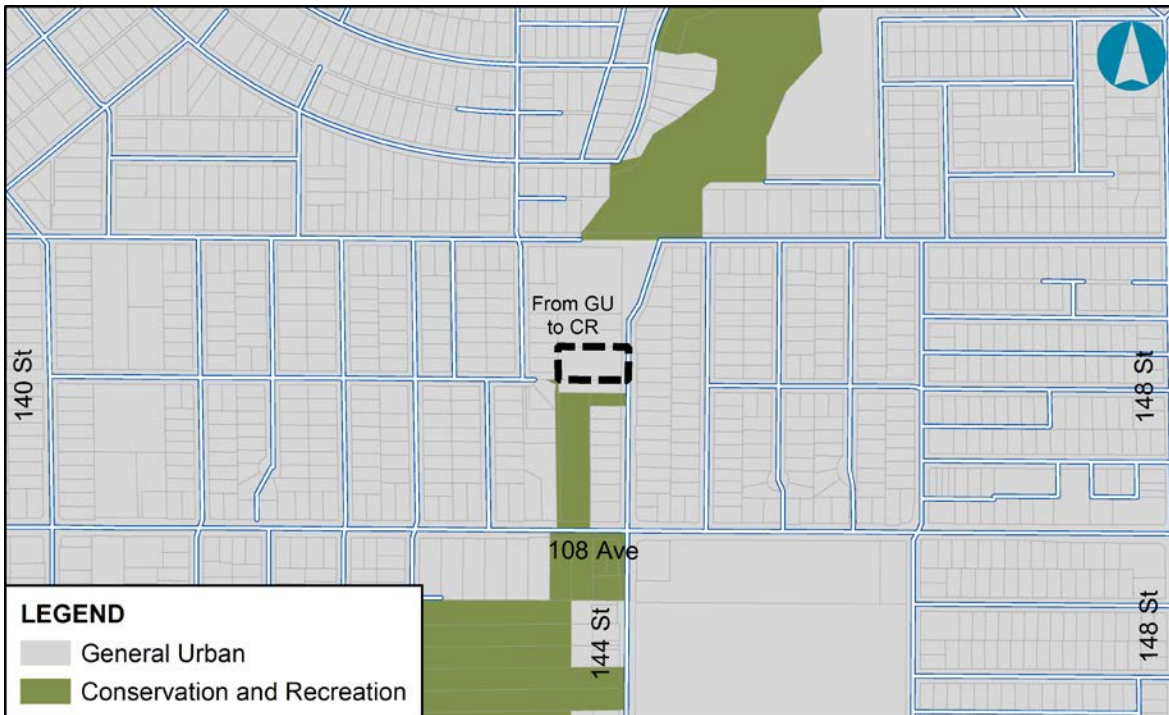 From GU
to CR
140 St
148 St
108 Ave
144 St
148 St
LEGEND
General Urban
Conservation and Recreation